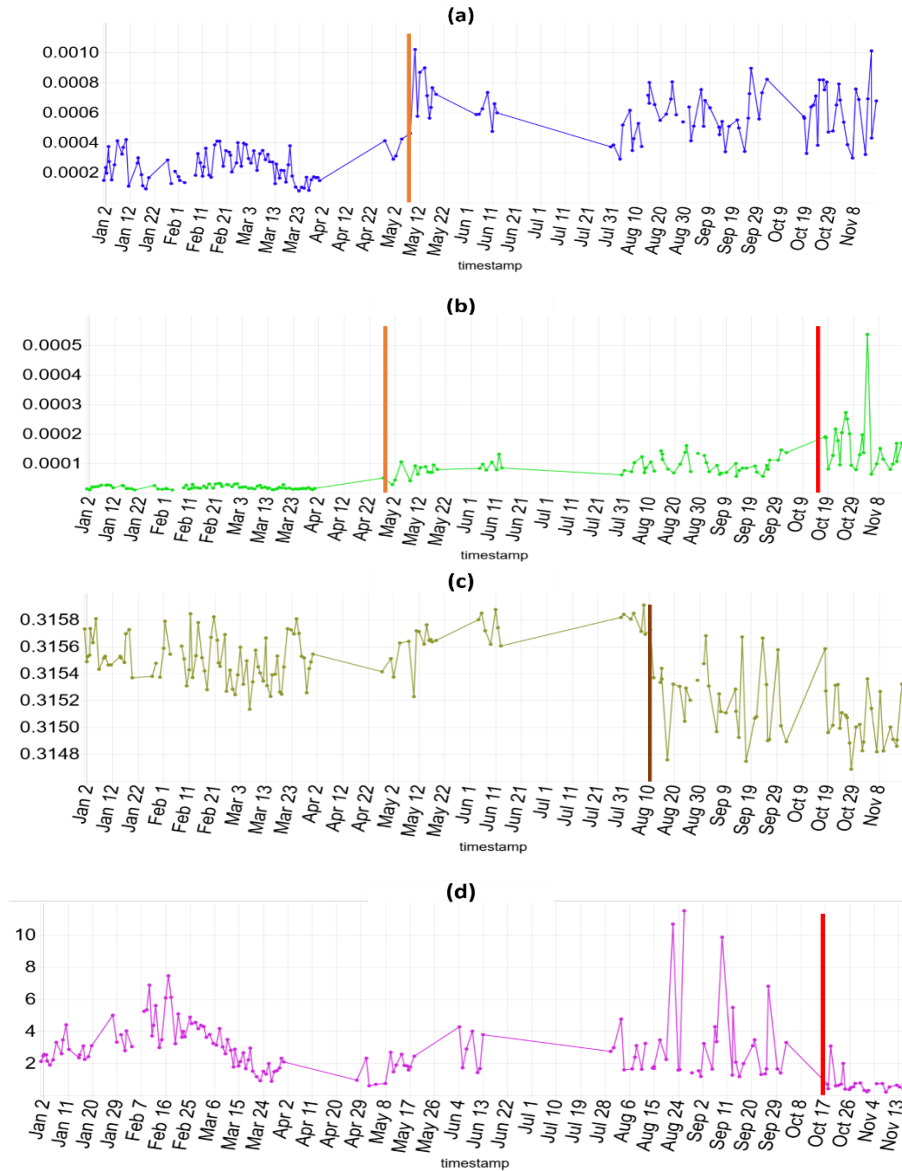 (a)
0.0010
0.0008
0.0006
0.0004
0.0002
Jan 2 Jan 12 Jan 22 Feb 1 Feb 11 Feb 21 Mar 3 Mar 13 Mar 23 Apr 2 Apr 12 Apr 22 May 2 May 12 May 22 Jun 1 Jun 11 Jun 21 Jul 1 Jul 11 Jul 21 Jul 31 Aug 10 Aug 20 Aug 30 Sep 9 Sep 19 Sep 29 Oct 9 Oct 19 Oct 29 Nov 8
timestamp
(b)
0.0005
0.0004
0.0003
0.0002
0.0001
Jan 2 Jan 12 Jan 22 Feb 1 Feb 11 Feb 21 Mar 3 Mar 13 Mar 23 Apr 2 Apr 12 Apr 22 May 2 May 12 May 22 Jun 1 Jun 11 Jun 21 Jul 1 Jul 11 Jul 21 Jul 31 Aug 10 Aug 20 Aug 30 Sep 9 Sep 19 Sep 29 Oct 9 Oct 19 Oct 29 Nov 8
timestamp
(c)
0.3158
0.3156
0.3154
0.3152
0.3150
0.3148
Jan 2 Jan 12 Jan 22 Feb 1 Feb 11 Feb 21 Mar 3 Mar 13 Mar 23 Apr 2 Apr 12 Apr 22 May 2 May 12 May 22 Jun 1 Jun 11 Jun 21 Jul 1 Jul 11 Jul 21 Jul 31 Aug 10 Aug 20 Aug 30 Sep 9 Sep 19 Sep 29 Oct 9 Oct 19 Oct 29 Nov 8
timestamp
(d)
10
8
6
4
2
Jan 2 Jan 11 Jan 20 Jan 29 Feb 7 Feb 16 Feb 25 Mar 6 Mar 15 Mar 24 Apr 2 Apr 11 Apr 20 Apr 29 May 8 May 17 May 26 Jun 4 Jun 13 Jun 22 Jul 1 Jul 10 Jul 19 Jul 28 Aug 6 Aug 15 Aug 24 Sep 2 Sep 11 Sep 20 Sep 29 Oct 8 Oct 17 Oct 26 Nov 4 Nov 13
timestamp